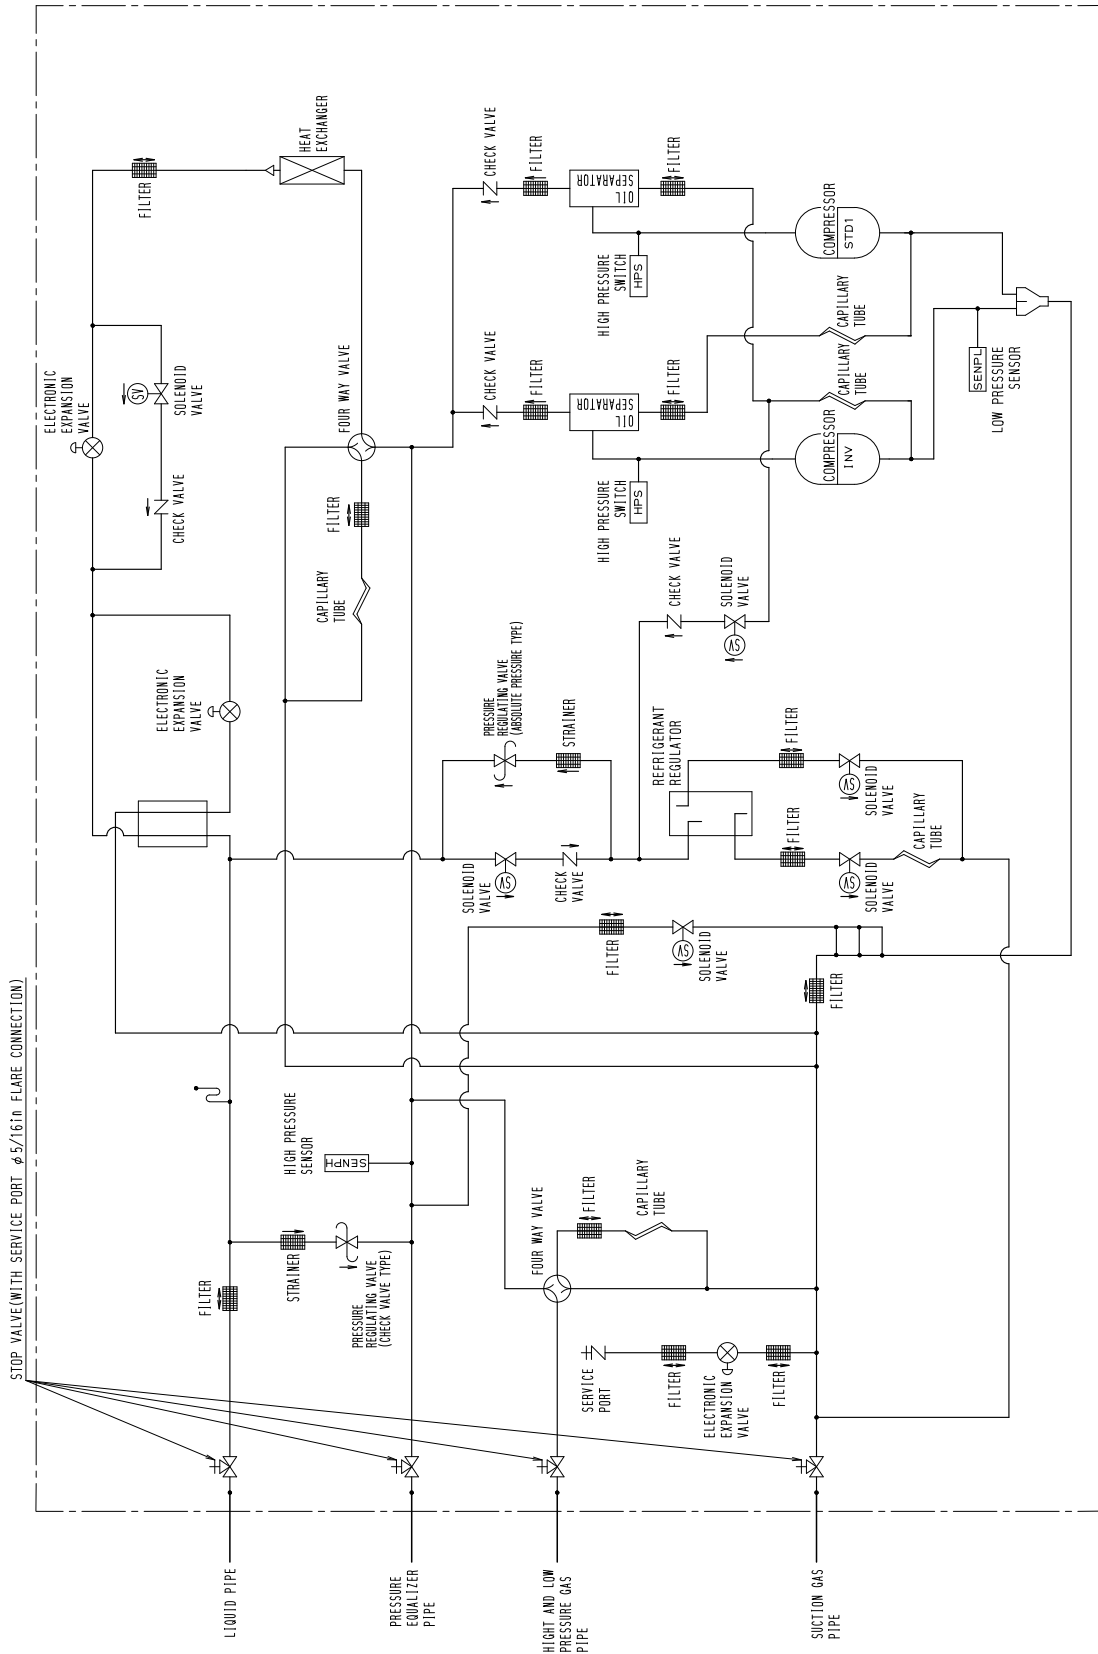 STOP VALVE(WITH SERVICE PORT φ5/16in FLARE CONNECTION)
ELECTRONIC
EXPANSION
VALVE
SV
SOLENOID
VALVE
CHECK VALVE
FILTER
HEAT
EXCHANGER
ELECTRONIC
EXPANSION
VALVE
LIQUID PIPE
FILTER
STRAINER
PRESSURE
REGULATING VALVE
(CHECK VALVE TYPE)
HIGH PRESSURE
SENSOR
SENPH
CAPILLARY
TUBE
FILTER
FOUR WAY VALVE
PRESSURE
EQUALIZER
PIPE
PRESSURE
REGULATING VALVE
(ABSOLUTE PRESSURE TYPE)
STRAINER
SOLENOID
VALVE
SV
CHECK
VALVE
CHECK VALVE
FILTER
OIL
SEPARATOR
FILTER
CHECK VALVE
FILTER
OIL
SEPARATOR
FILTER
HIGH PRESSURE
SWITCH
HPS
HIGH PRESSURE
SWITCH
HPS
HIGHT AND LOW
PRESSURE GAS
PIPE
FOUR WAY VALVE
FILTER
CAPILLARY
TUBE
SERVICE
PORT
FILTER
ELECTRONIC
EXPANSION
VALVE
FILTER
FILTER
SV
SOLENOID
VALVE
FILTER
REFRIGERANT
REGULATOR
FILTER
SV
SOLENOID
VALVE
FILTER
SV
SOLENOID
VALVE
CAPILLARY
TUBE
CHECK VALVE
SOLENOID
VALVE
SV
COMPRESSOR
INV
CAPILLARY
TUBE
CAPILLARY
TUBE
COMPRESSOR
STD1
SUCTION GAS
PIPE
SENPL
LOW PRESSURE
SENSOR